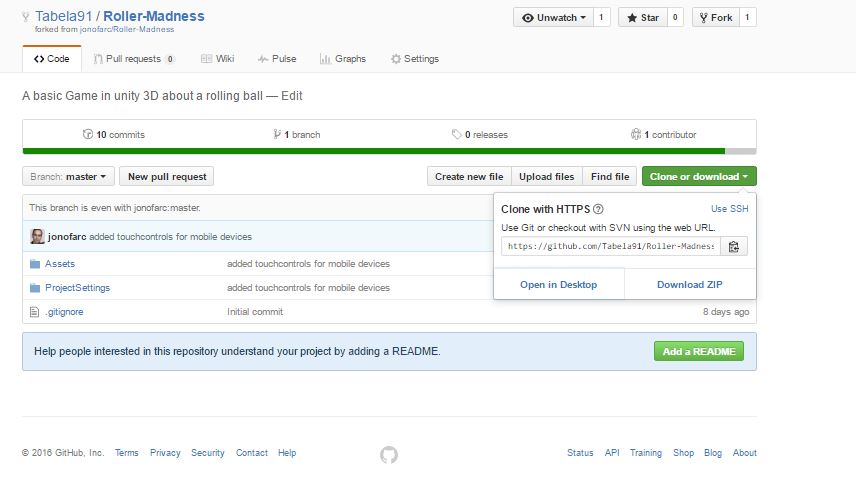 Tabela91 / Roller-Madness
forked from jonofarc/Roller-Madness
Unwatch 1 Star 0 Fork 1
Code Pull requests 0 Wiki Pulse Graphs Settings
A basic Game in unity 3D about a rolling ball — Edit
10 commits 1 branch 0 releases 1 contributor
Branch: master New pull request Create new file Upload files Find file Clone or download
This branch is even with jonofarc:master.
Clone with HTTPS Use SSH
Use Git or checkout with SVN using the web URL.
https://github.com/Tabela91/Roller-Madness
Open in Desktop Download ZIP
jonofarc added touchcontrols for mobile devices
Assets added touchcontrols for mobile devices
ProjectSettings added touchcontrols for mobile devices
.gitignore Initial commit 8 days ago
Help people interested in this repository understand your project by adding a README. Add a README
© 2016 GitHub, Inc. Terms Privacy Security Contact Help Status API Training Shop Blog About